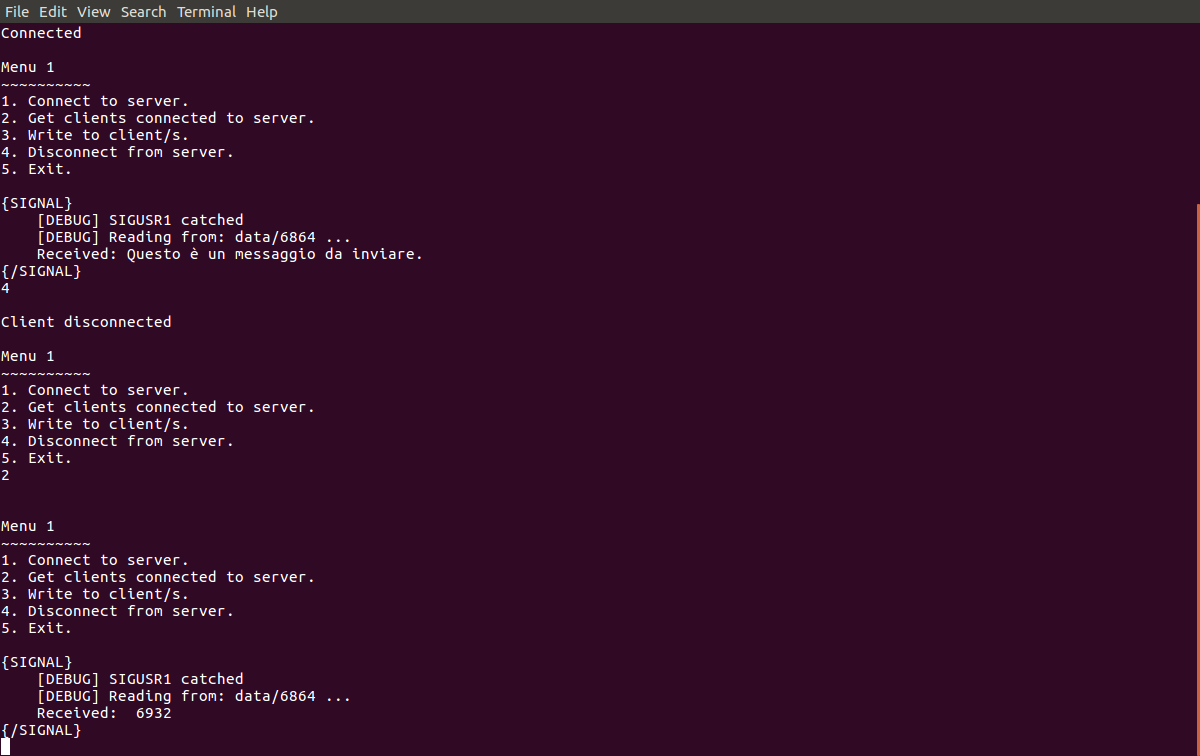 File Edit View Search Terminal Help
Connected
Menu 1
~~~~~~~~~~
1. Connect to server.
2. Get clients connected to server.
3. Write to client/s.
4. Disconnect from server.
5. Exit.
{SIGNAL}
    [DEBUG] SIGUSR1 catched
    [DEBUG] Reading from: data/6864 ...
    Received: Questo è un messaggio da inviare.
{/SIGNAL}
4
Client disconnected
Menu 1
~~~~~~~~~~
1. Connect to server.
2. Get clients connected to server.
3. Write to client/s.
4. Disconnect from server.
5. Exit.
2
Menu 1
~~~~~~~~~~
1. Connect to server.
2. Get clients connected to server.
3. Write to client/s.
4. Disconnect from server.
5. Exit.
{SIGNAL}
    [DEBUG] SIGUSR1 catched
    [DEBUG] Reading from: data/6864 ...
    Received:  6932
{/SIGNAL}